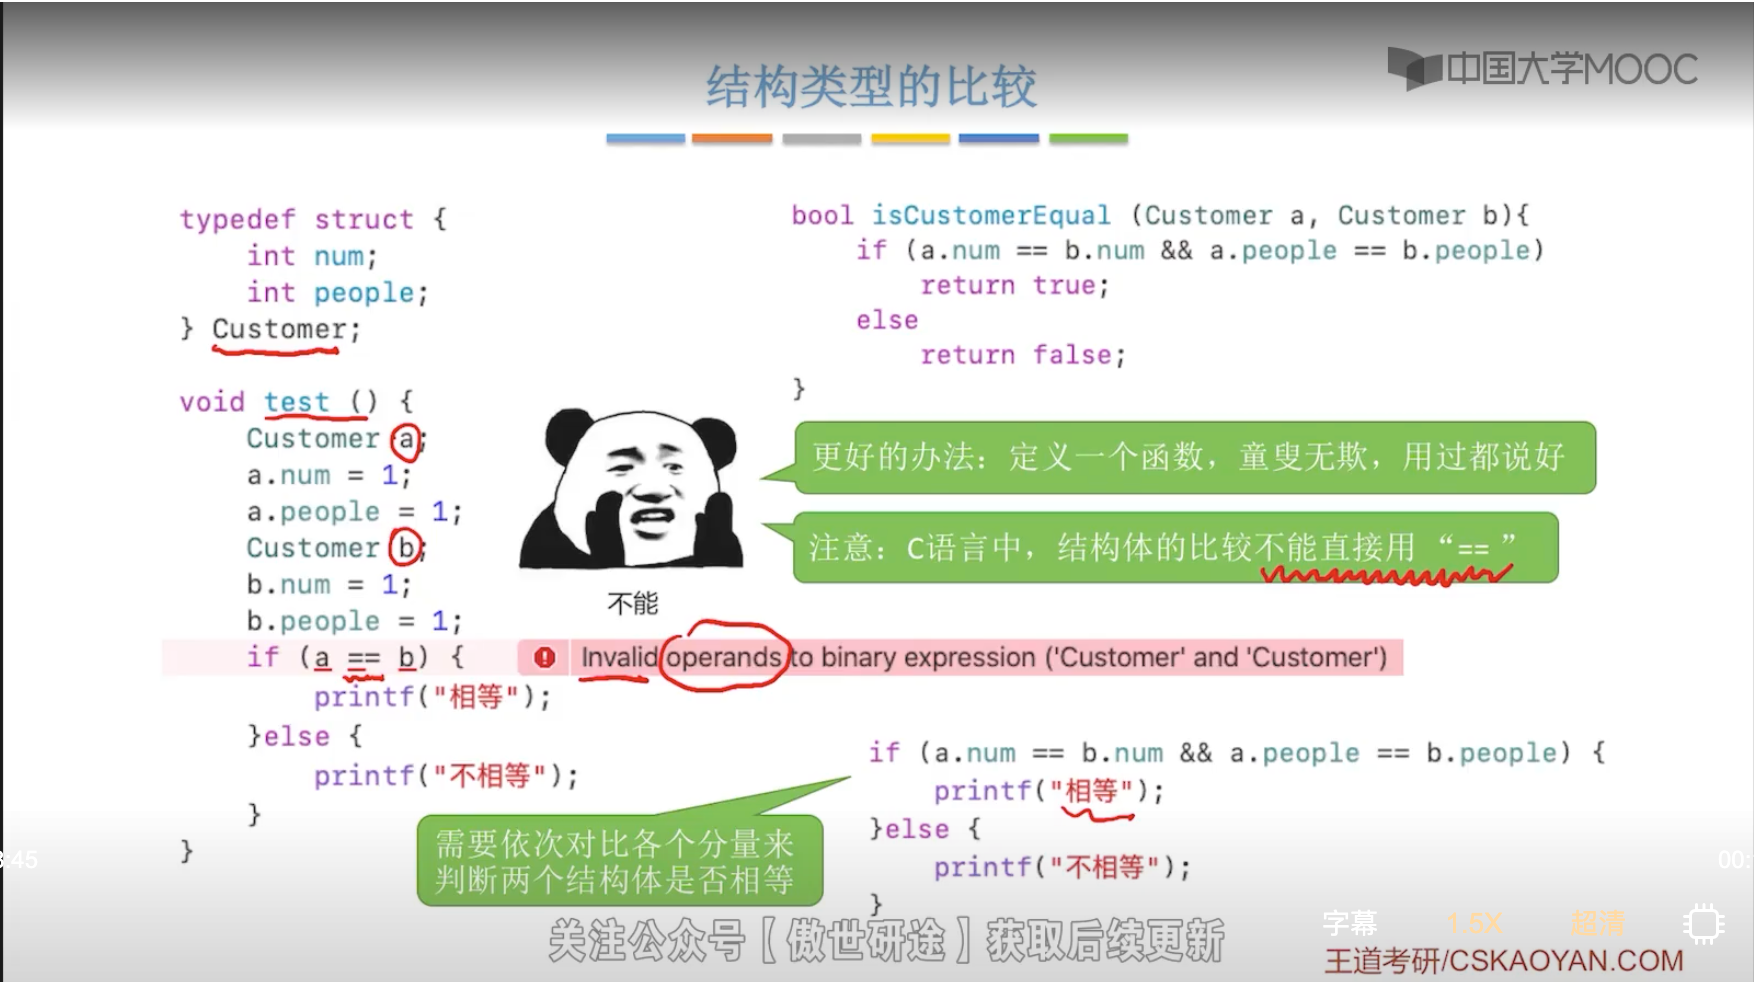 中国大学MOOC
结构类型的比较
typedef struct {
int num;
int people;
} Customer;
void test () {
Customer a;
a.num = 1;
a.people = 1;
Customer b;
b.num = 1;
b.people = 1;
if (a == b) {
Invalid operands to binary expression ('Customer' and 'Customer')
printf("相等");
}else {
printf("不相等");
}
}
不能
bool isCustomerEqual (Customer a, Customer b){
if (a.num == b.num && a.people == b.people)
return true;
else
return false;
}
更好的办法：定义一个函数，童叟无欺，用过都说好
注意：C语言中，结构体的比较不能直接用“==”
需要依次对比各个分量来
判断两个结构体是否相等
if (a.num == b.num && a.people == b.people) {
printf("相等");
}else {
printf("不相等");
}
:45
00:
字幕
1.5X
超清
关注公众号【傲世研途】获取后续更新
王道考研/CSKAOYAN.COM